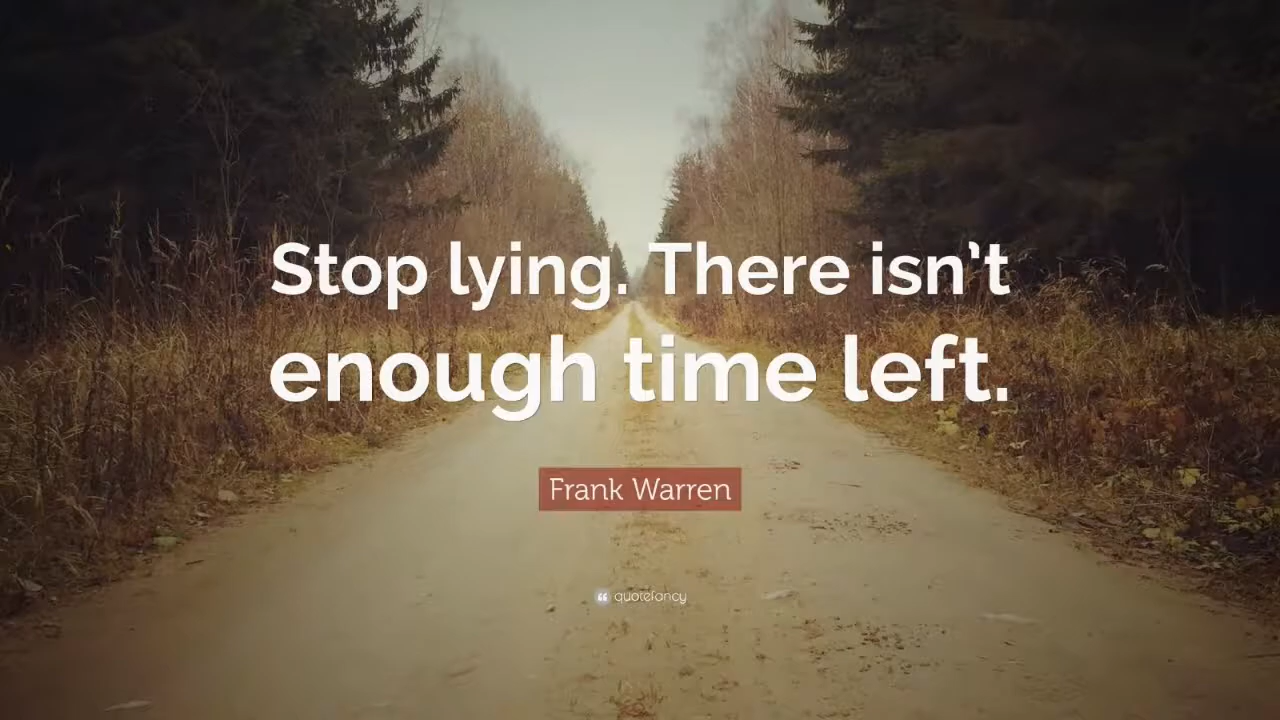 Stop lying. There isn’t
enough time left.
Frank Warren
quotefancy